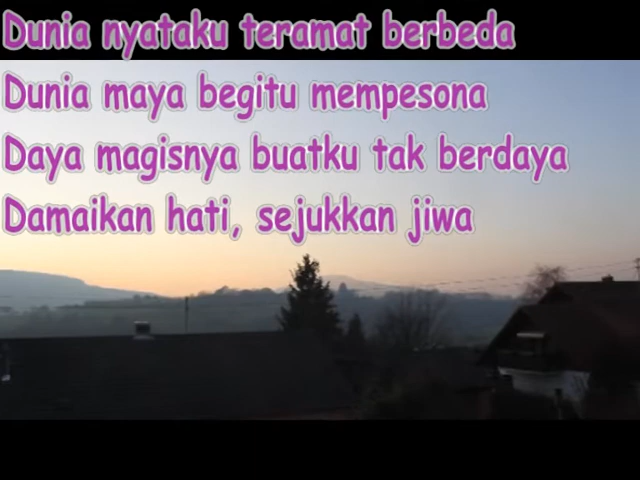 Dunia nyataku teramat berbeda
Dunia maya begitu mempesona
Daya magisnya buatku tak berdaya
Damaikan hati, sejukkan jiwa